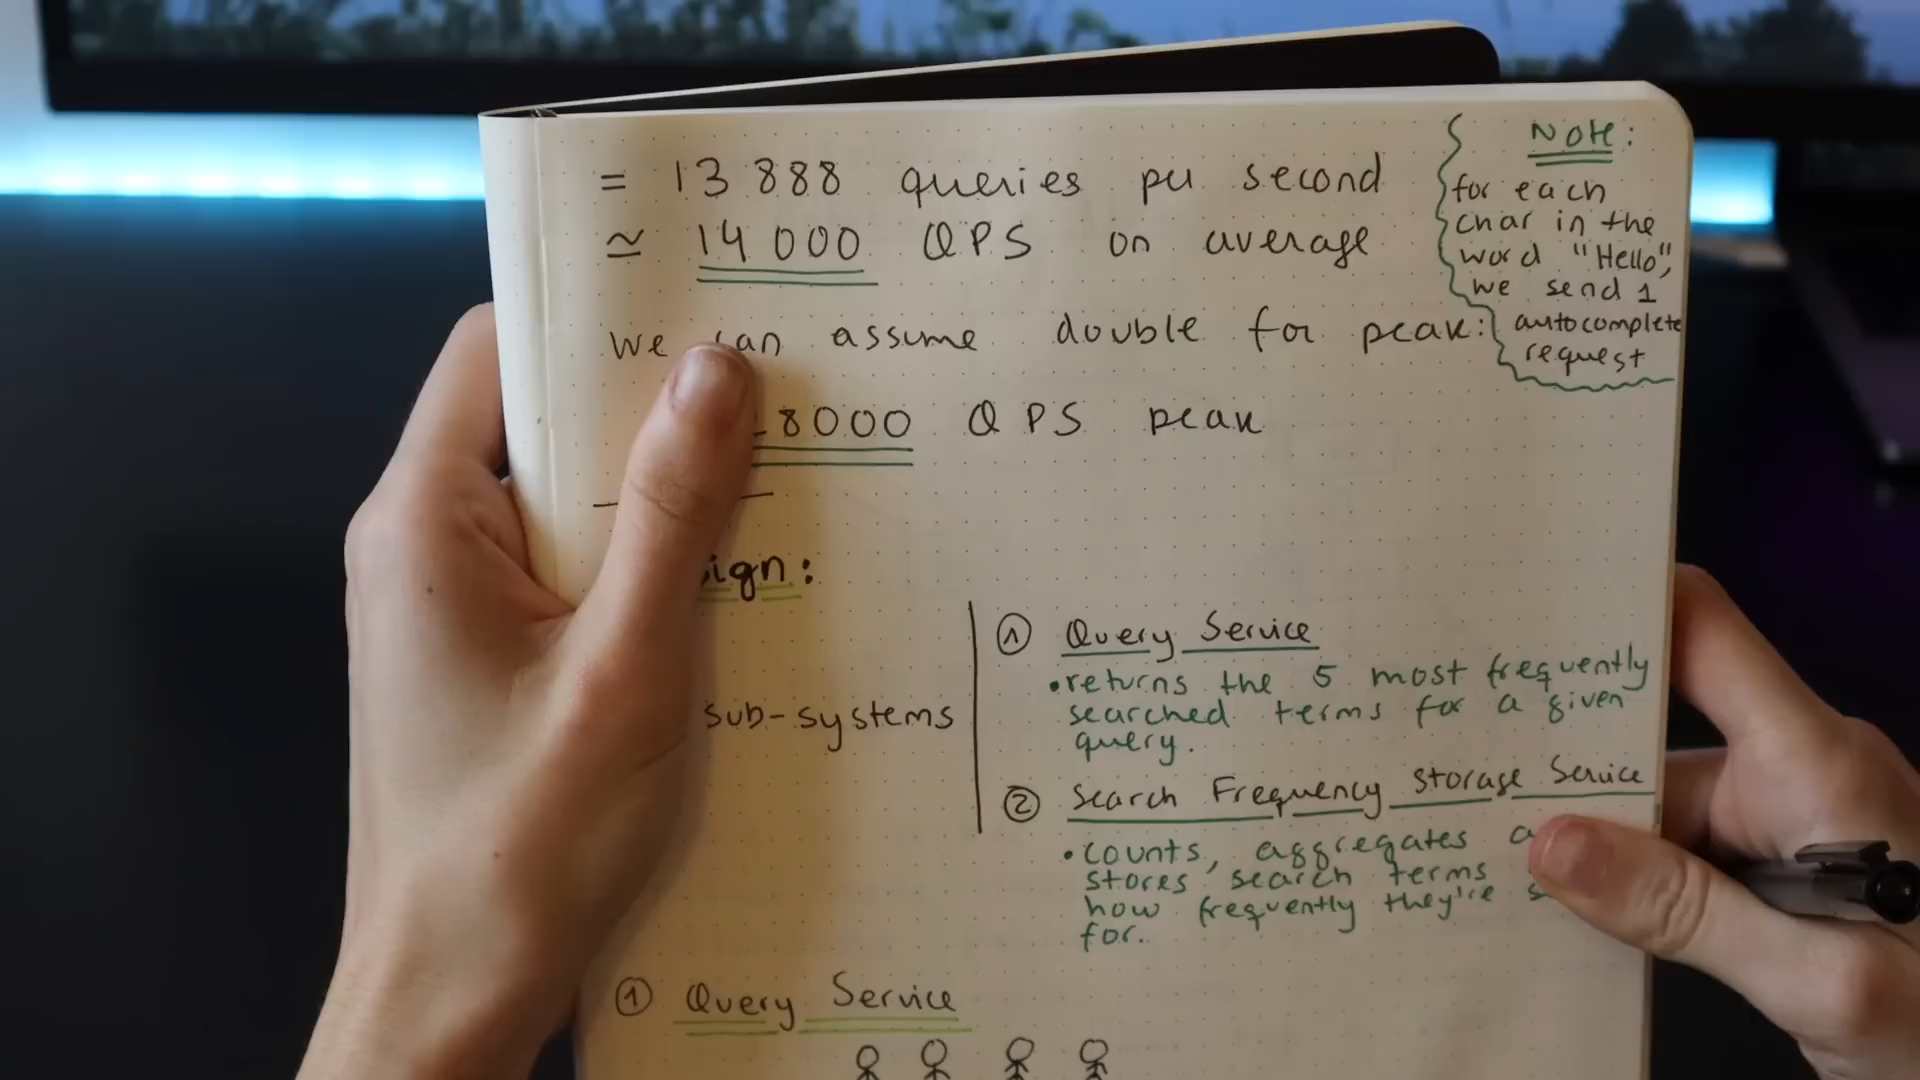 = 13 888 queries per second
≃ 14 000 QPS on average
we can assume double for peak:
8000 QPS peak
Note:
for each
char in the
word "Hello",
we send 1
autocomplete
request
sign:
sub-systems
① Query Service
• returns the 5 most frequently
searched terms for a given
query.
② Search Frequency Storage Service
• counts, aggregates
stores search terms
how frequently they're
for.
① Query Service